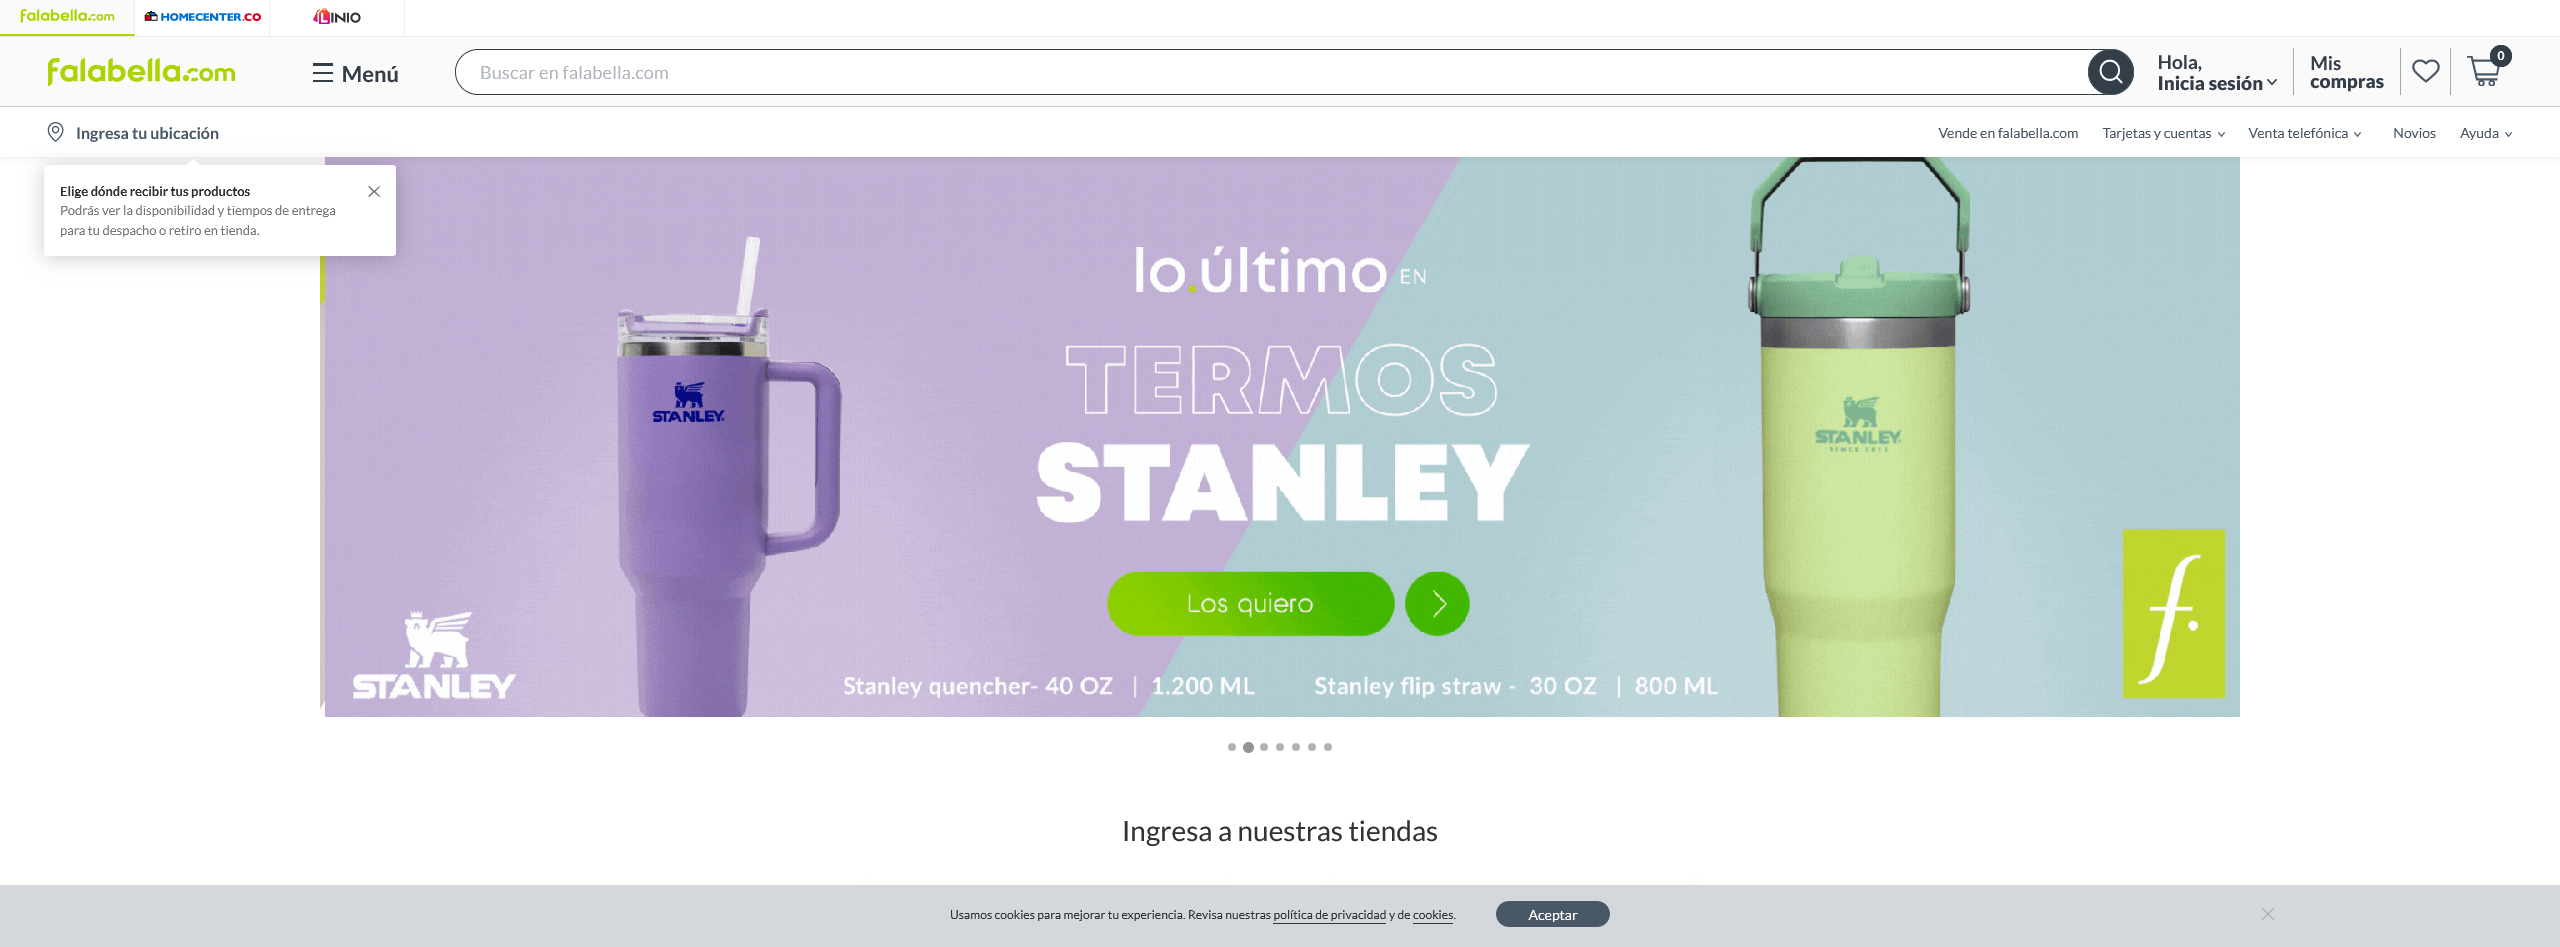 falabella.com
HOMECENTER.CO
LINIO
falabella.com
Menú
Buscar en falabella.com
Hola,
Inicia sesión
Mis
compras
0
Ingresa tu ubicación
Vende en falabella.com
Tarjetas y cuentas
Venta telefónica
Novios
Ayuda
Elige dónde recibir tus productos
Podrás ver la disponibilidad y tiempos de entrega
para tu despacho o retiro en tienda.
lo.último EN
TERMOS
STANLEY
Los quiero
STANLEY
STANLEY
SINCE 1913
STANLEY
f.
Stanley quencher- 40 OZ | 1.200 ML
Stanley flip straw - 30 OZ | 800 ML
Ingresa a nuestras tiendas
Usamos cookies para mejorar tu experiencia. Revisa nuestras política de privacidad y de cookies.
Aceptar